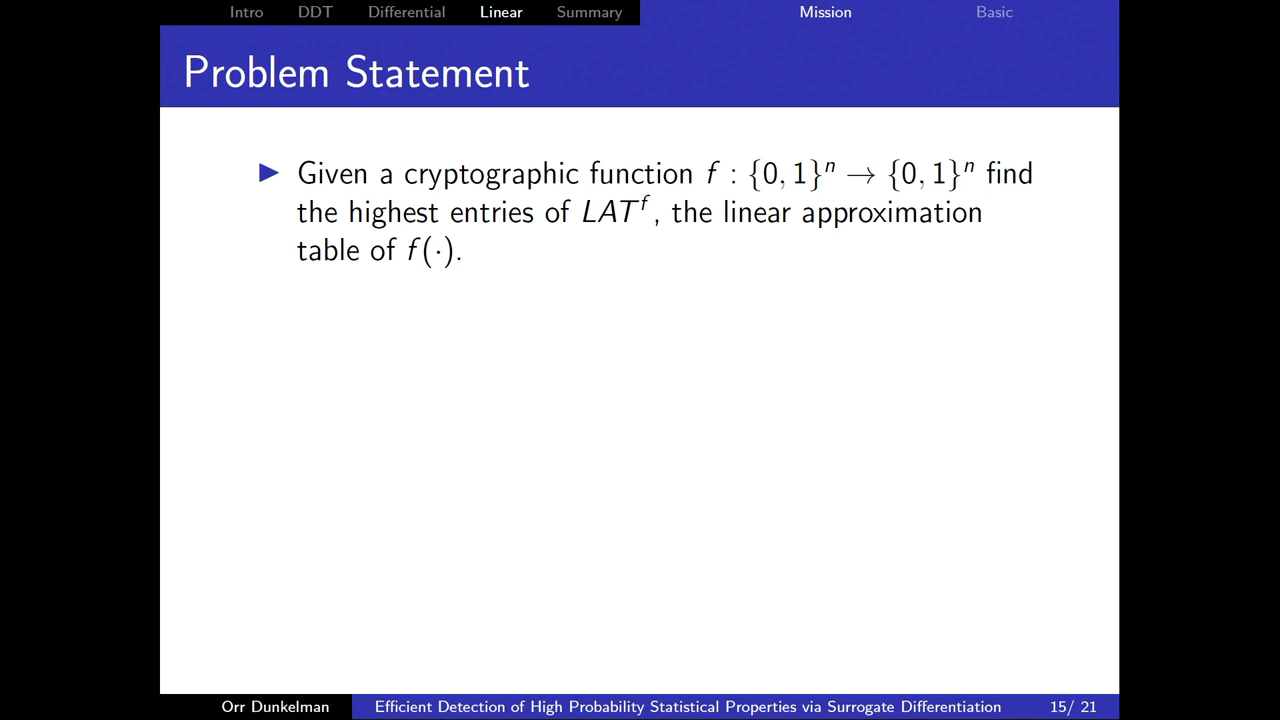 Intro DDT Differential Linear Summary Mission Basic
Problem Statement
▶ Given a cryptographic function f : {0, 1}ⁿ → {0, 1}ⁿ find
the highest entries of LATᶠ, the linear approximation
table of f(·).
Orr Dunkelman Efficient Detection of High Probability Statistical Properties via Surrogate Differentiation 15/ 21